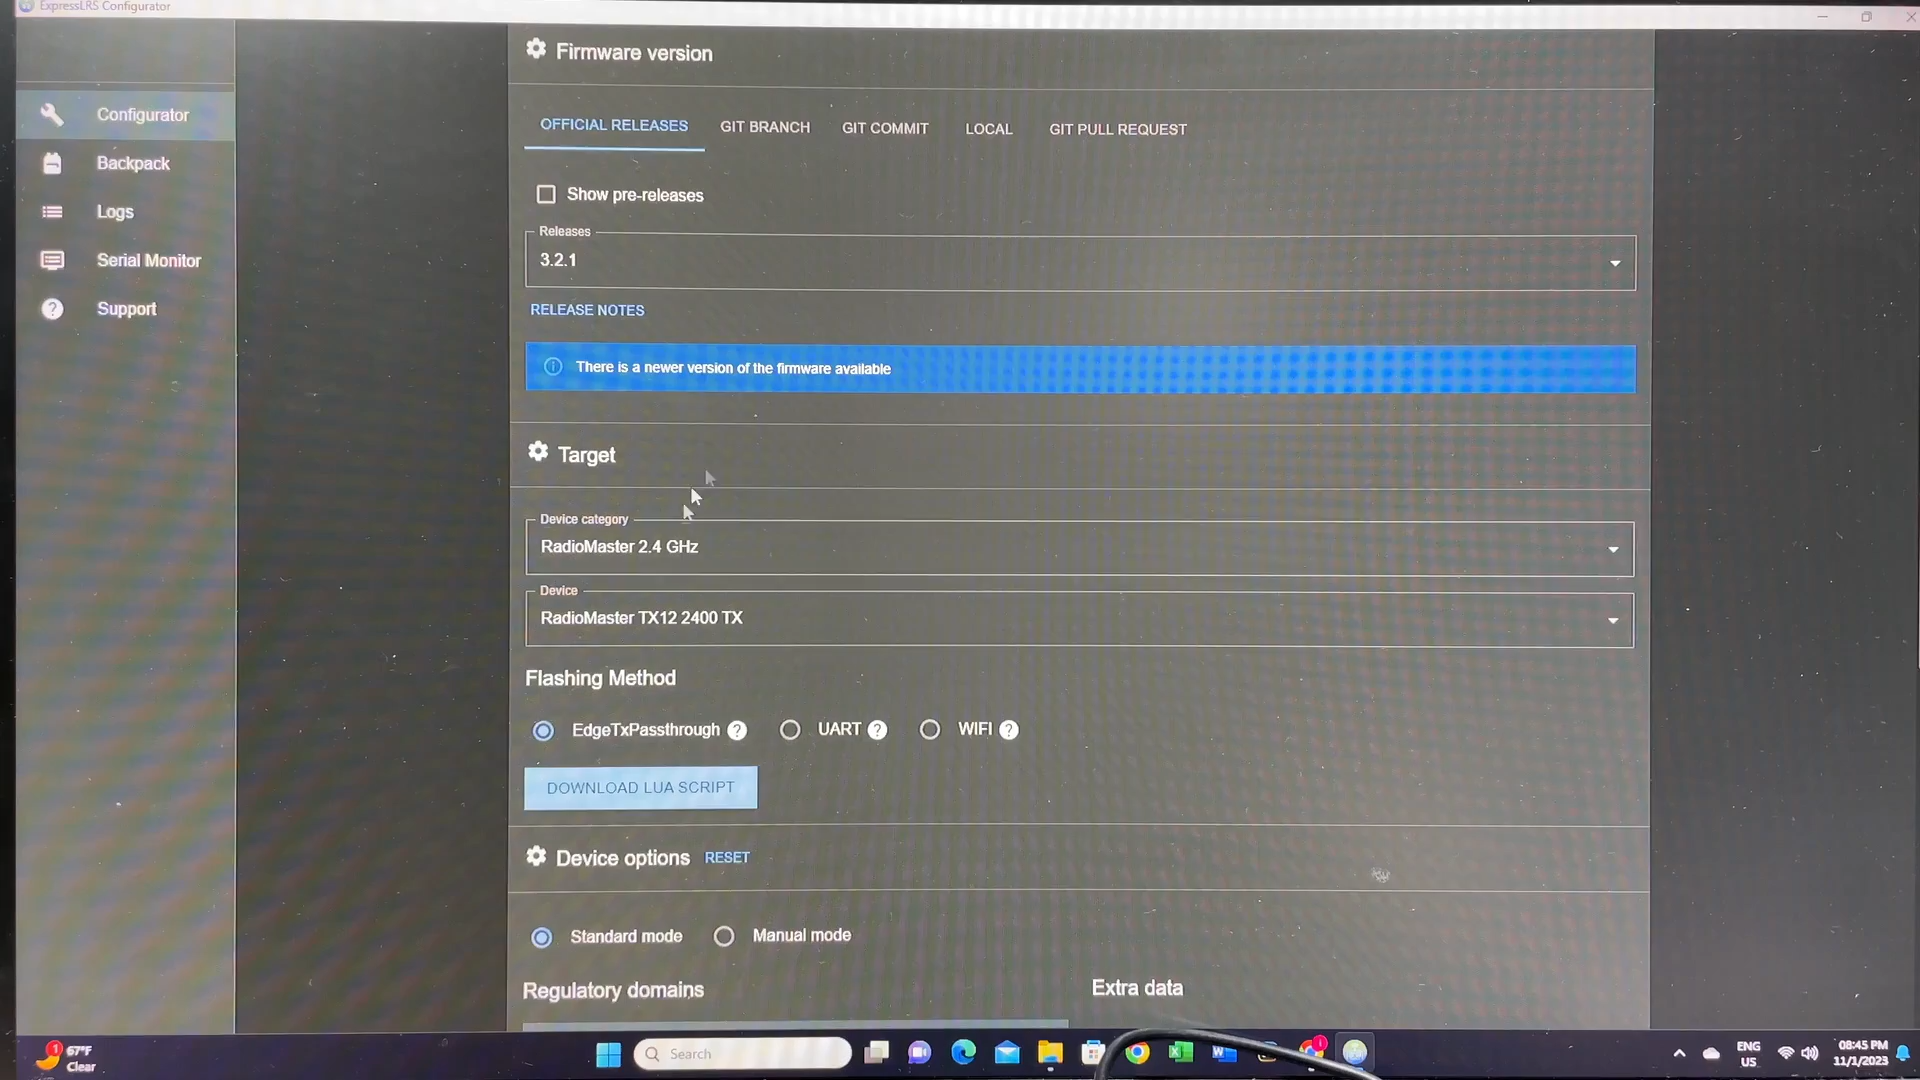 ExpressLRS Configurator
Configurator
Backpack
Logs
Serial Monitor
Support
Firmware version
OFFICIAL RELEASES
GIT BRANCH
GIT COMMIT
LOCAL
GIT PULL REQUEST
Show pre-releases
Releases
3.2.1
RELEASE NOTES
There is a newer version of the firmware available
Target
Device category
RadioMaster 2.4 GHz
Device
RadioMaster TX12 2400 TX
Flashing Method
EdgeTxPassthrough ?
UART ?
WIFI ?
DOWNLOAD LUA SCRIPT
Device options RESET
Standard mode
Manual mode
Regulatory domains
Extra data
1
67°F
Clear
Search
ENG
US
08:45 PM
11/1/2023